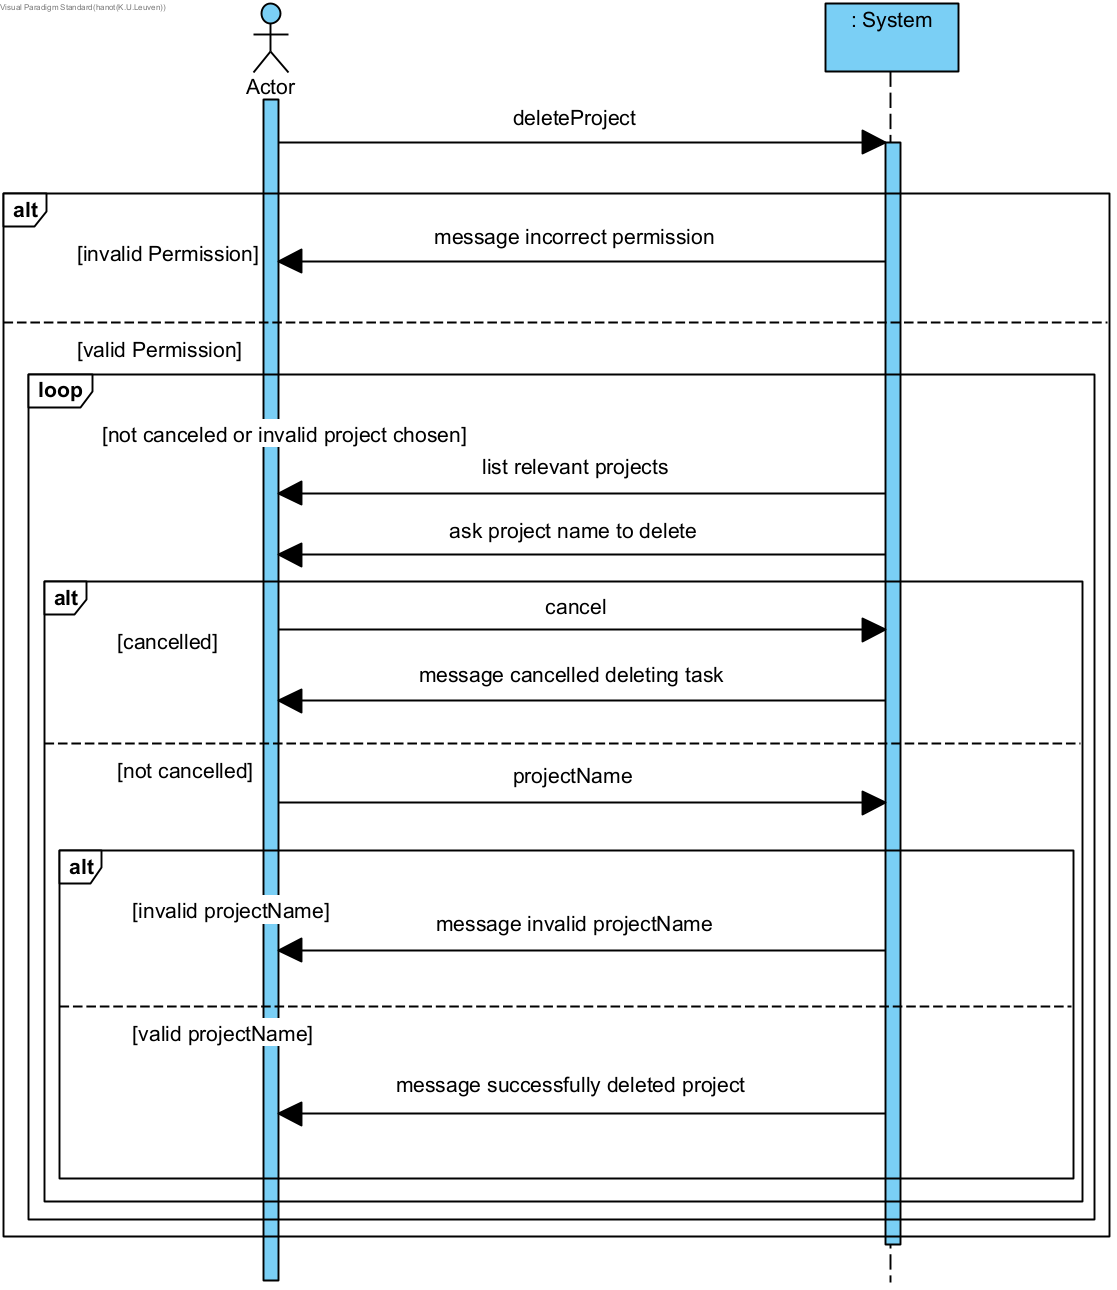 Visual Paradigm Standard(hanot(K.U.Leuven))
: System
Actor
deleteProject
alt
message incorrect permission
[invalid Permission]
[valid Permission]
loop
[not canceled or invalid project chosen]
list relevant projects
ask project name to delete
alt
cancel
[cancelled]
message cancelled deleting task
[not cancelled]
projectName
alt
[invalid projectName]
message invalid projectName
[valid projectName]
message successfully deleted project